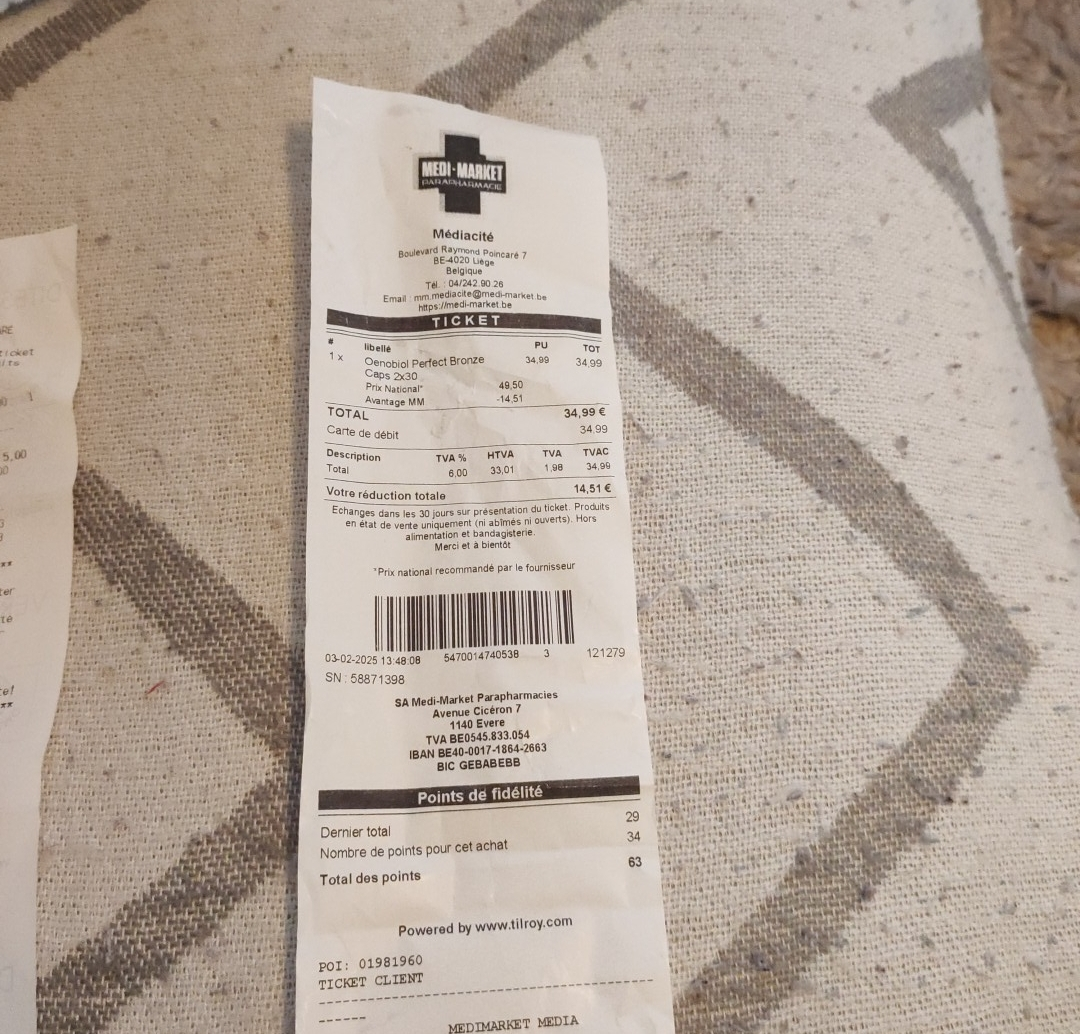 MEDI-MARKET
PARAPHARMACIE
Médiacité
Boulevard Raymond Poincaré 7
BE-4020 Liège
Belgique
Tél. : 04/242.90.26
Email : mm.mediacite@medi-market.be
https://medi-market.be
TICKET
# libellé PU TOT
1 x Oenobiol Perfect Bronze 34,99 34,99
Caps 2x30
Prix National* 49,50
Avantage MM -14,51
TOTAL 34,99 €
Carte de débit 34.99
Description TVA % HTVA TVA TVAC
Total 6,00 33,01 1,98 34,99
Votre réduction totale 14,51 €
Echanges dans les 30 jours sur présentation du ticket. Produits
en état de vente uniquement (ni abîmés ni ouverts). Hors
alimentation et bandagisterie.
Merci et à bientôt
*Prix national recommandé par le fournisseur
03-02-2025 13:48:08 5470014740538 3 121279
SN : 58871398
SA Medi-Market Parapharmacies
Avenue Cicéron 7
1140 Evere
TVA BE0545.833.054
IBAN BE40-0017-1864-2663
BIC GEBABEBB
Points de fidélité
Dernier total 29
Nombre de points pour cet achat 34
Total des points 63
Powered by www.tilroy.com
POI: 01981960
TICKET CLIENT
MEDIMARKET MEDIA
ticket
5,00